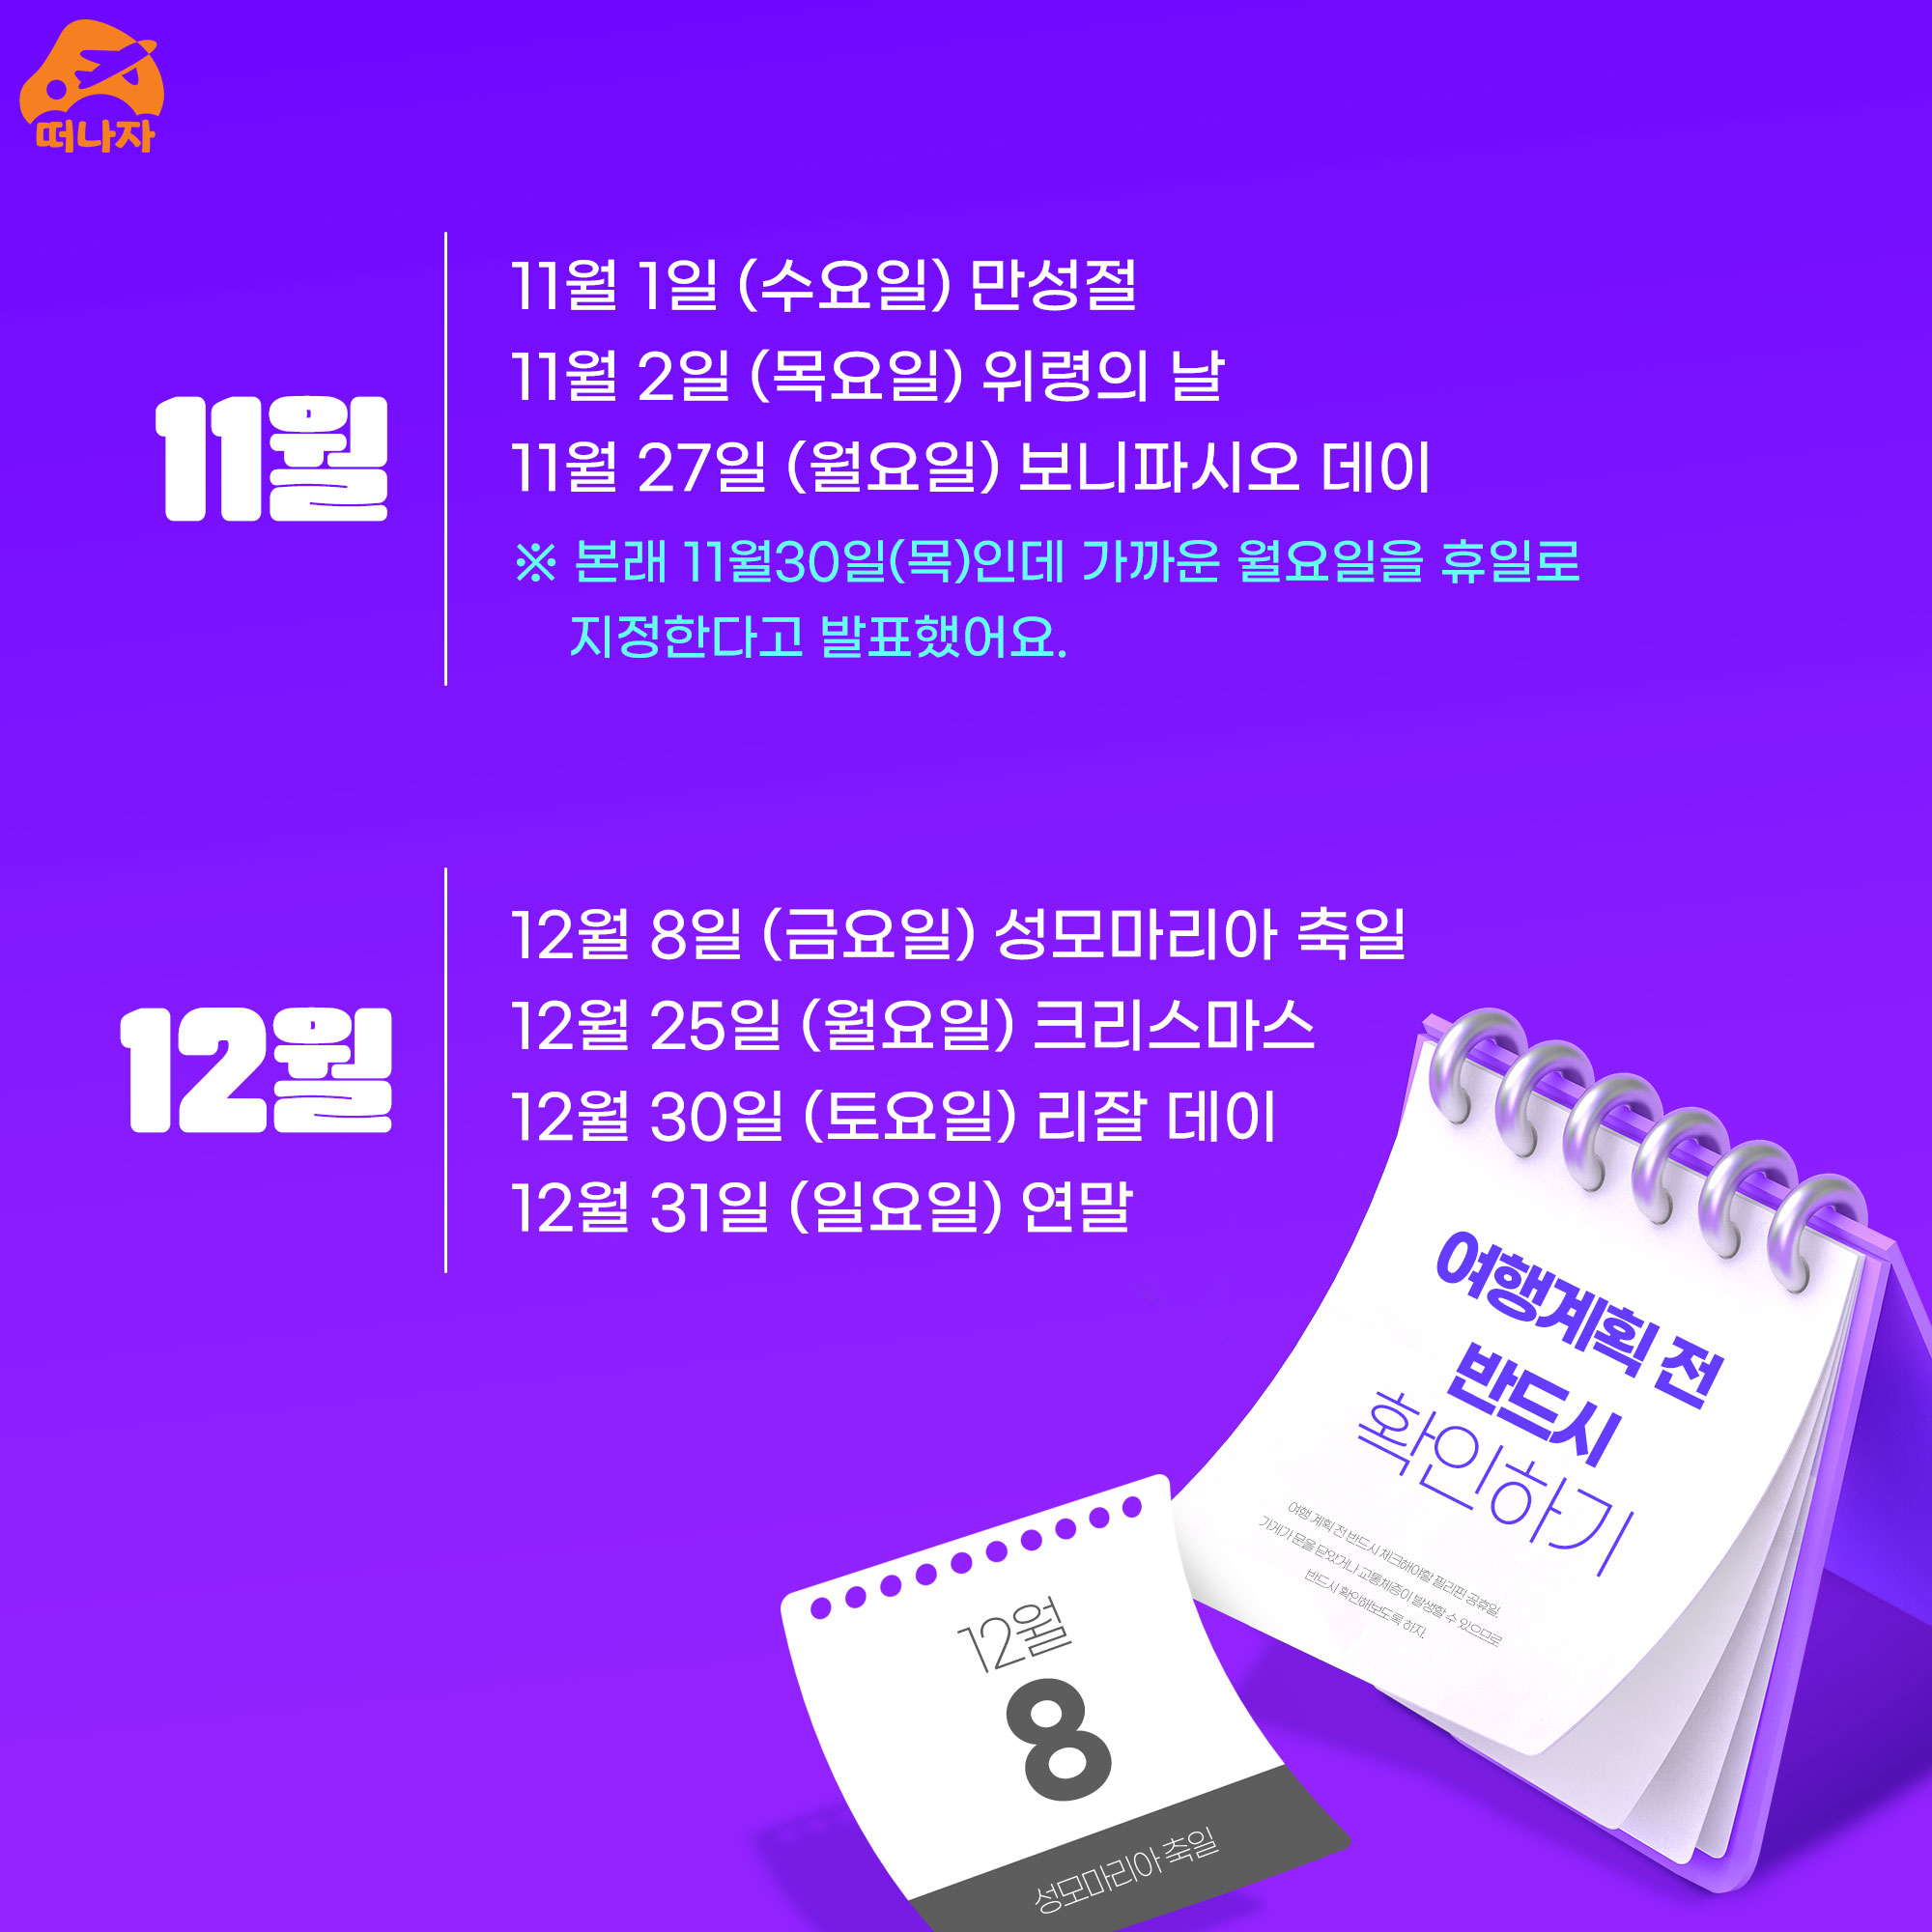 떠나자
11월
11월 1일 (수요일) 만성절
11월 2일 (목요일) 위령의 날
11월 27일 (월요일) 보니파시오 데이
※ 본래 11월30일(목)인데 가까운 월요일을 휴일로
지정한다고 발표했어요.
12월
12월 8일 (금요일) 성모마리아 축일
12월 25일 (월요일) 크리스마스
12월 30일 (토요일) 리잘 데이
12월 31일 (일요일) 연말
여행계획 전
반드시
확인하기
여행 계획 전 반드시 체크해야할 필리핀 공휴일.
가게가 문을 닫았거나 교통체증이 발생할 수 있으므로
반드시 확인해보도록 하자.
12월
8
성모마리아 축일